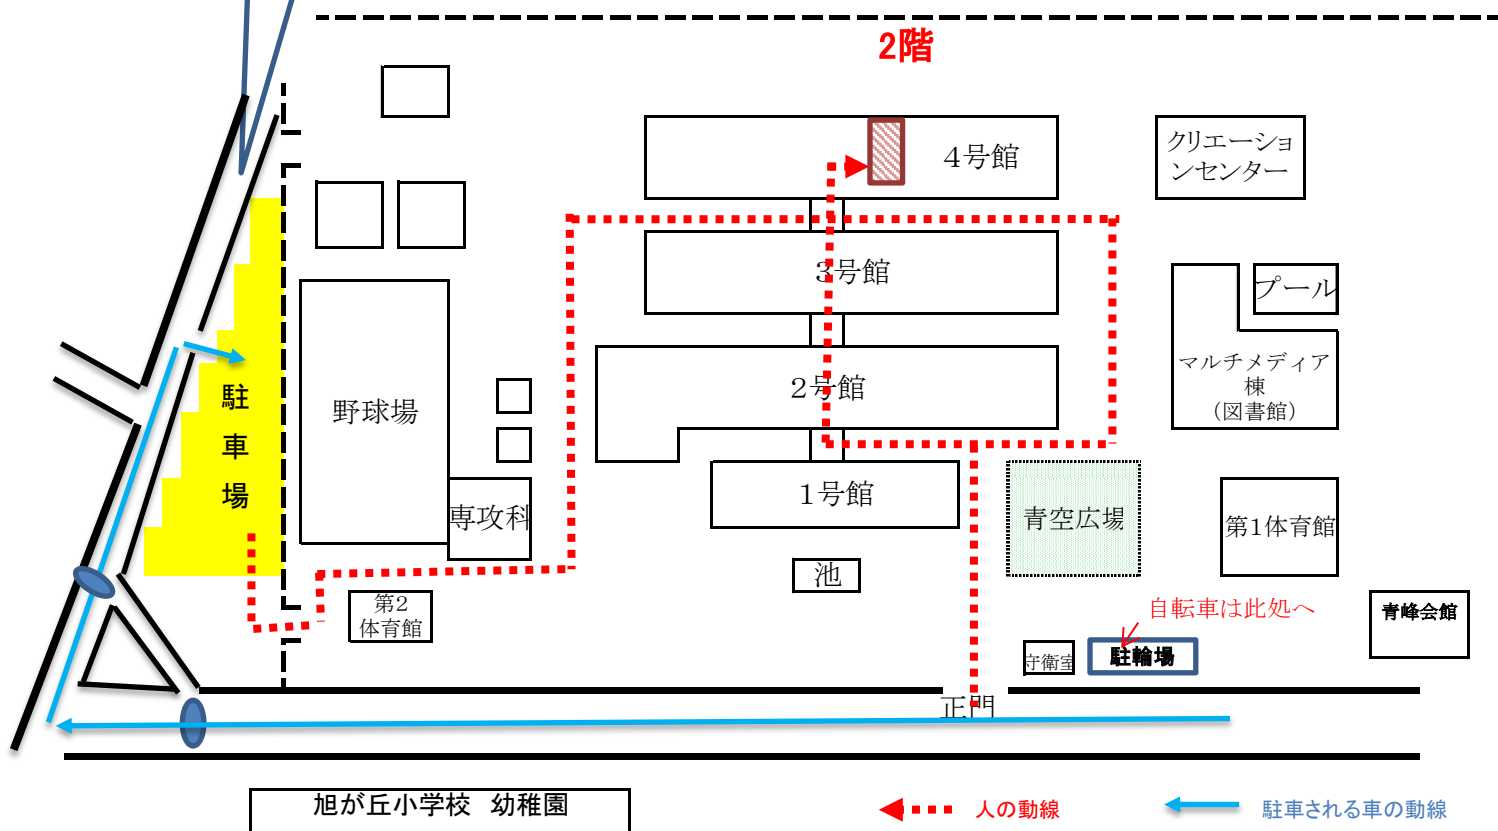 2階
4号館
クリエーショ
ンセンター
3号館
プール
2号館
マルチメディア
棟
（図書館）
駐
車
場
野球場
1号館
専攻科
青空広場
第1体育館
池
第2
体育館
自転車は此処へ
青峰会館
守衛室
駐輪場
正門
旭が丘小学校　幼稚園
人の動線
駐車される車の動線